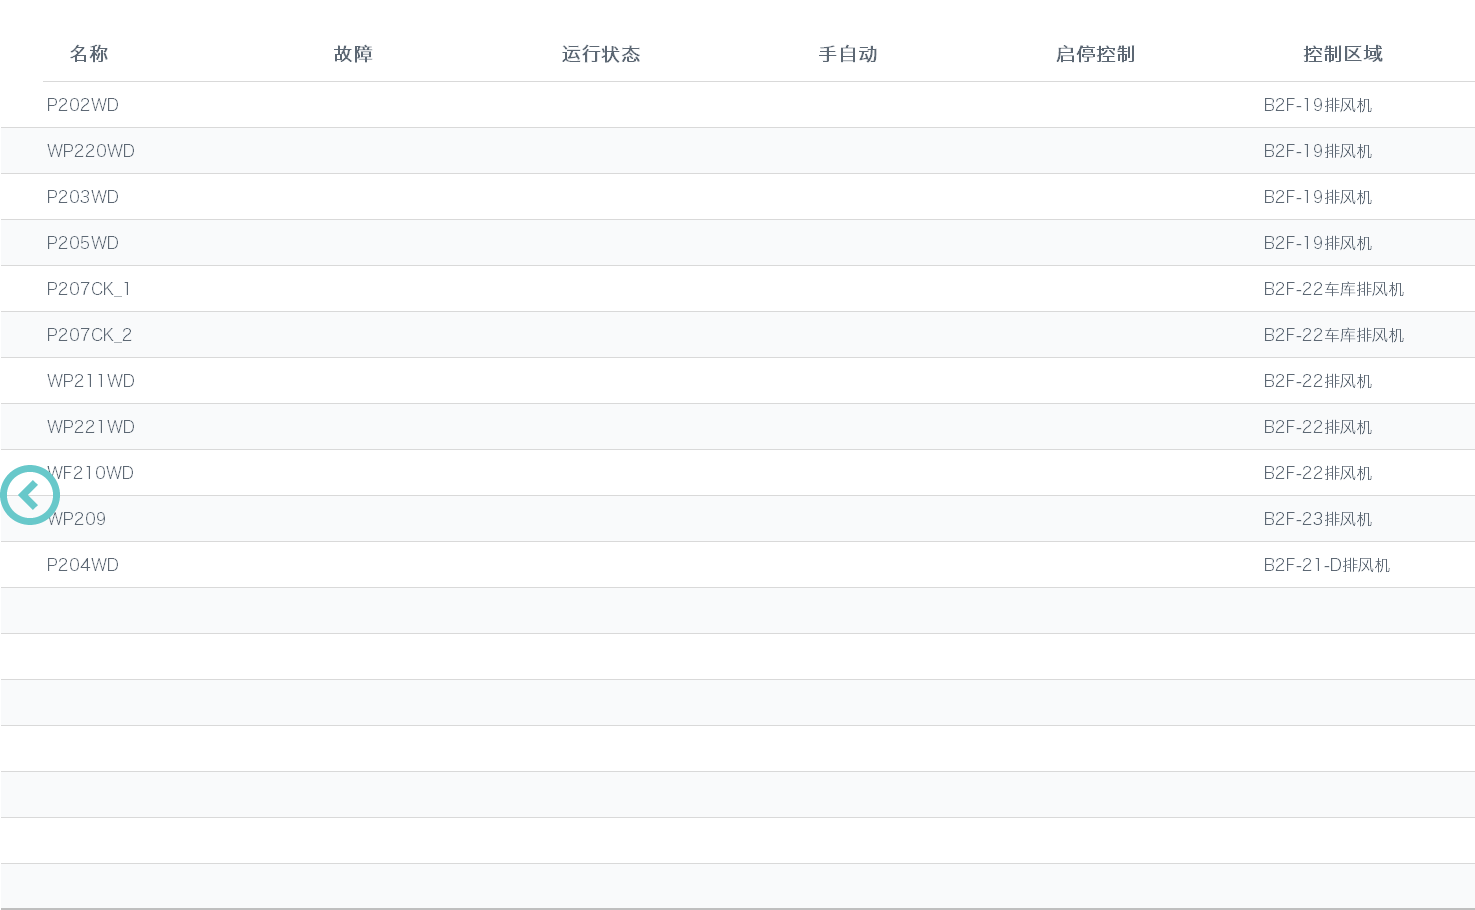 名称 故障 运行状态 手自动 启停控制 控制区域
P202WD B2F-19排风机
WP220WD B2F-19排风机
P203WD B2F-19排风机
P205WD B2F-19排风机
P207CK_1 B2F-22车库排风机
P207CK_2 B2F-22车库排风机
WP211WD B2F-22排风机
WP221WD B2F-22排风机
WF210WD B2F-22排风机
WP209 B2F-23排风机
P204WD B2F-21-D排风机